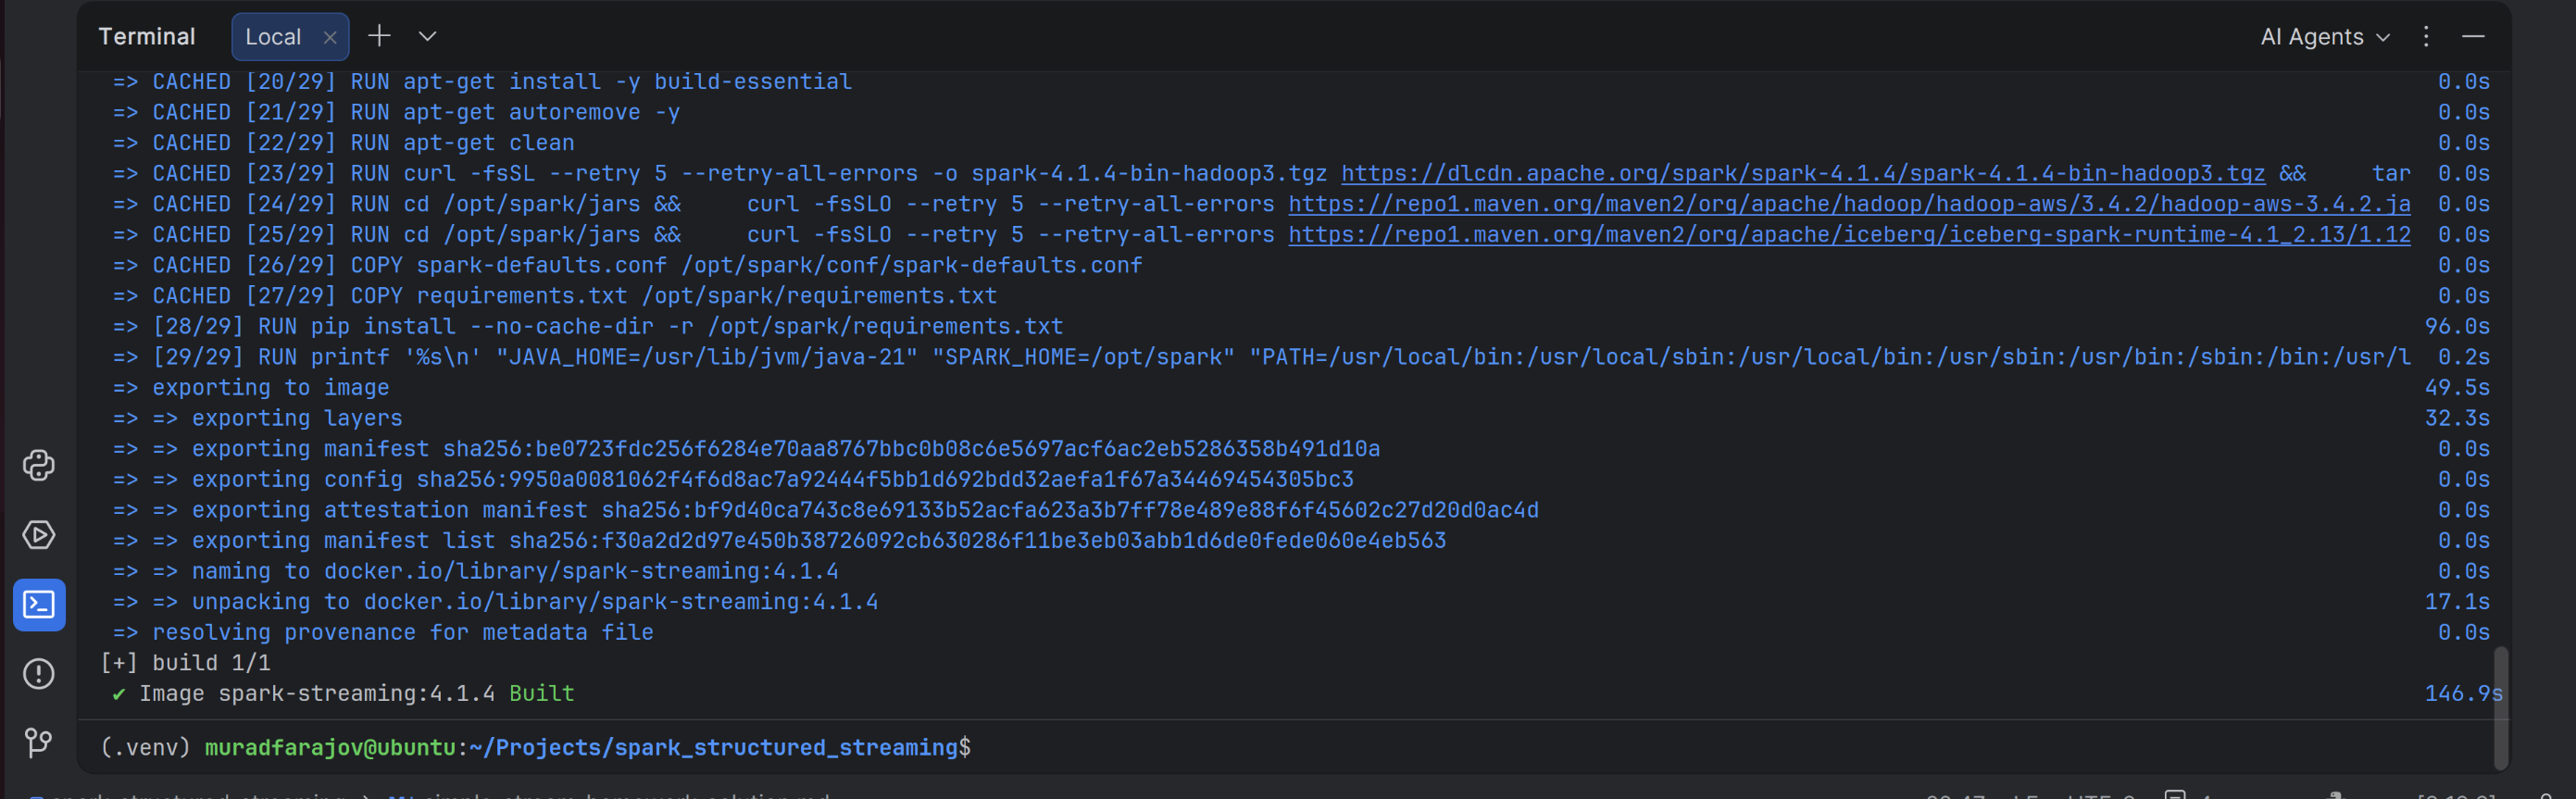 Terminal Local AI Agents
=> CACHED [20/29] RUN apt-get install -y build-essential 0.0s
=> CACHED [21/29] RUN apt-get autoremove -y 0.0s
=> CACHED [22/29] RUN apt-get clean 0.0s
=> CACHED [23/29] RUN curl -fsSL --retry 5 --retry-all-errors -o spark-4.1.4-bin-hadoop3.tgz https://dlcdn.apache.org/spark/spark-4.1.4/spark-4.1.4-bin-hadoop3.tgz && tar 0.0s
=> CACHED [24/29] RUN cd /opt/spark/jars && curl -fsSLO --retry 5 --retry-all-errors https://repo1.maven.org/maven2/org/apache/hadoop/hadoop-aws/3.4.2/hadoop-aws-3.4.2.ja 0.0s
=> CACHED [25/29] RUN cd /opt/spark/jars && curl -fsSLO --retry 5 --retry-all-errors https://repo1.maven.org/maven2/org/apache/iceberg/iceberg-spark-runtime-4.1_2.13/1.12 0.0s
=> CACHED [26/29] COPY spark-defaults.conf /opt/spark/conf/spark-defaults.conf 0.0s
=> CACHED [27/29] COPY requirements.txt /opt/spark/requirements.txt 0.0s
=> [28/29] RUN pip install --no-cache-dir -r /opt/spark/requirements.txt 96.0s
=> [29/29] RUN printf '%s\n' "JAVA_HOME=/usr/lib/jvm/java-21" "SPARK_HOME=/opt/spark" "PATH=/usr/local/bin:/usr/local/sbin:/usr/local/bin:/usr/sbin:/usr/bin:/sbin:/bin:/usr/l 0.2s
=> exporting to image 49.5s
=> => exporting layers 32.3s
=> => exporting manifest sha256:be0723fdc256f6284e70aa8767bbc0b08c6e5697acf6ac2eb5286358b491d10a 0.0s
=> => exporting config sha256:9950a0081062f4f6d8ac7a92444f5bb1d692bdd32aefa1f67a34469454305bc3 0.0s
=> => exporting attestation manifest sha256:bf9d40ca743c8e69133b52acfa623a3b7ff78e489e88f6f45602c27d20d0ac4d 0.0s
=> => exporting manifest list sha256:f30a2d2d97e450b38726092cb630286f11be3eb03abb1d6de0fede060e4eb563 0.0s
=> => naming to docker.io/library/spark-streaming:4.1.4 0.0s
=> => unpacking to docker.io/library/spark-streaming:4.1.4 17.1s
=> resolving provenance for metadata file 0.0s
[+] build 1/1
✔ Image spark-streaming:4.1.4 Built 146.9s
(.venv) muradfarajov@ubuntu:~/Projects/spark_structured_streaming$